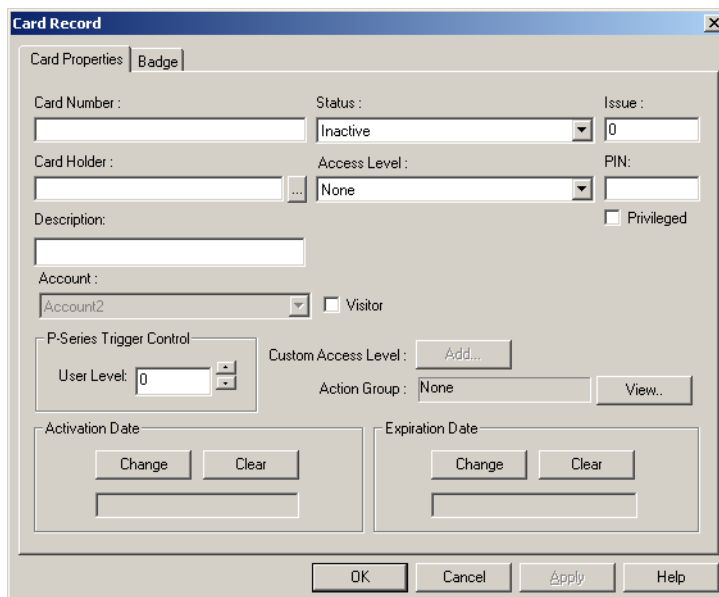 Card Record
Card Properties Badge
Card Number : Status : Issue :
Inactive 0
Card Holder : Access Level : PIN:
... None
Privileged
Description:
Account :
Account2 Visitor
P-Series Trigger Control
User Level: 0
Custom Access Level : Add...
Action Group : None View..
Activation Date Expiration Date
Change Clear Change Clear
OK Cancel Apply Help